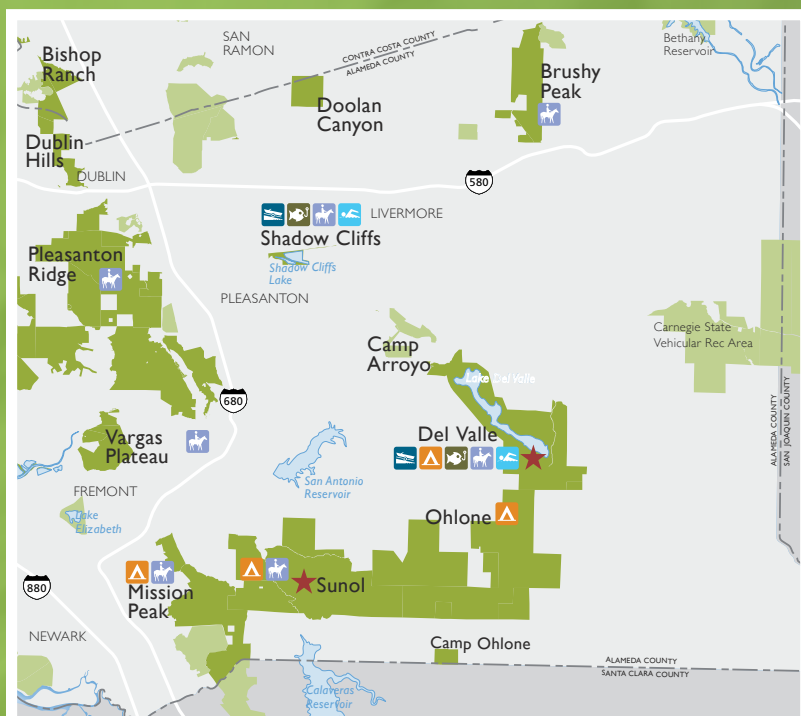 SAN
RAMON
CONTRA COSTA COUNTY
ALAMEDA COUNTY
Bethany
Reservoir
Bishop
Ranch
Doolan
Canyon
Brushy
Peak
Dublin
Hills
DUBLIN
580
LIVERMORE
Shadow Cliffs
Shadow Cliffs
Lake
Pleasanton
Ridge
PLEASANTON
Carnegie State
Vehicular Rec Area
Camp
Arroyo
Lake Del Valle
680
Del Valle
Vargas
Plateau
ALAMEDA COUNTY
SAN JOAQUIN COUNTY
San Antonio
Reservoir
FREMONT
Lake
Elizabeth
Ohlone
880
Mission
Peak
Sunol
NEWARK
Camp Ohlone
ALAMEDA COUNTY
SANTA CLARA COUNTY
Calaveras
Reservoir